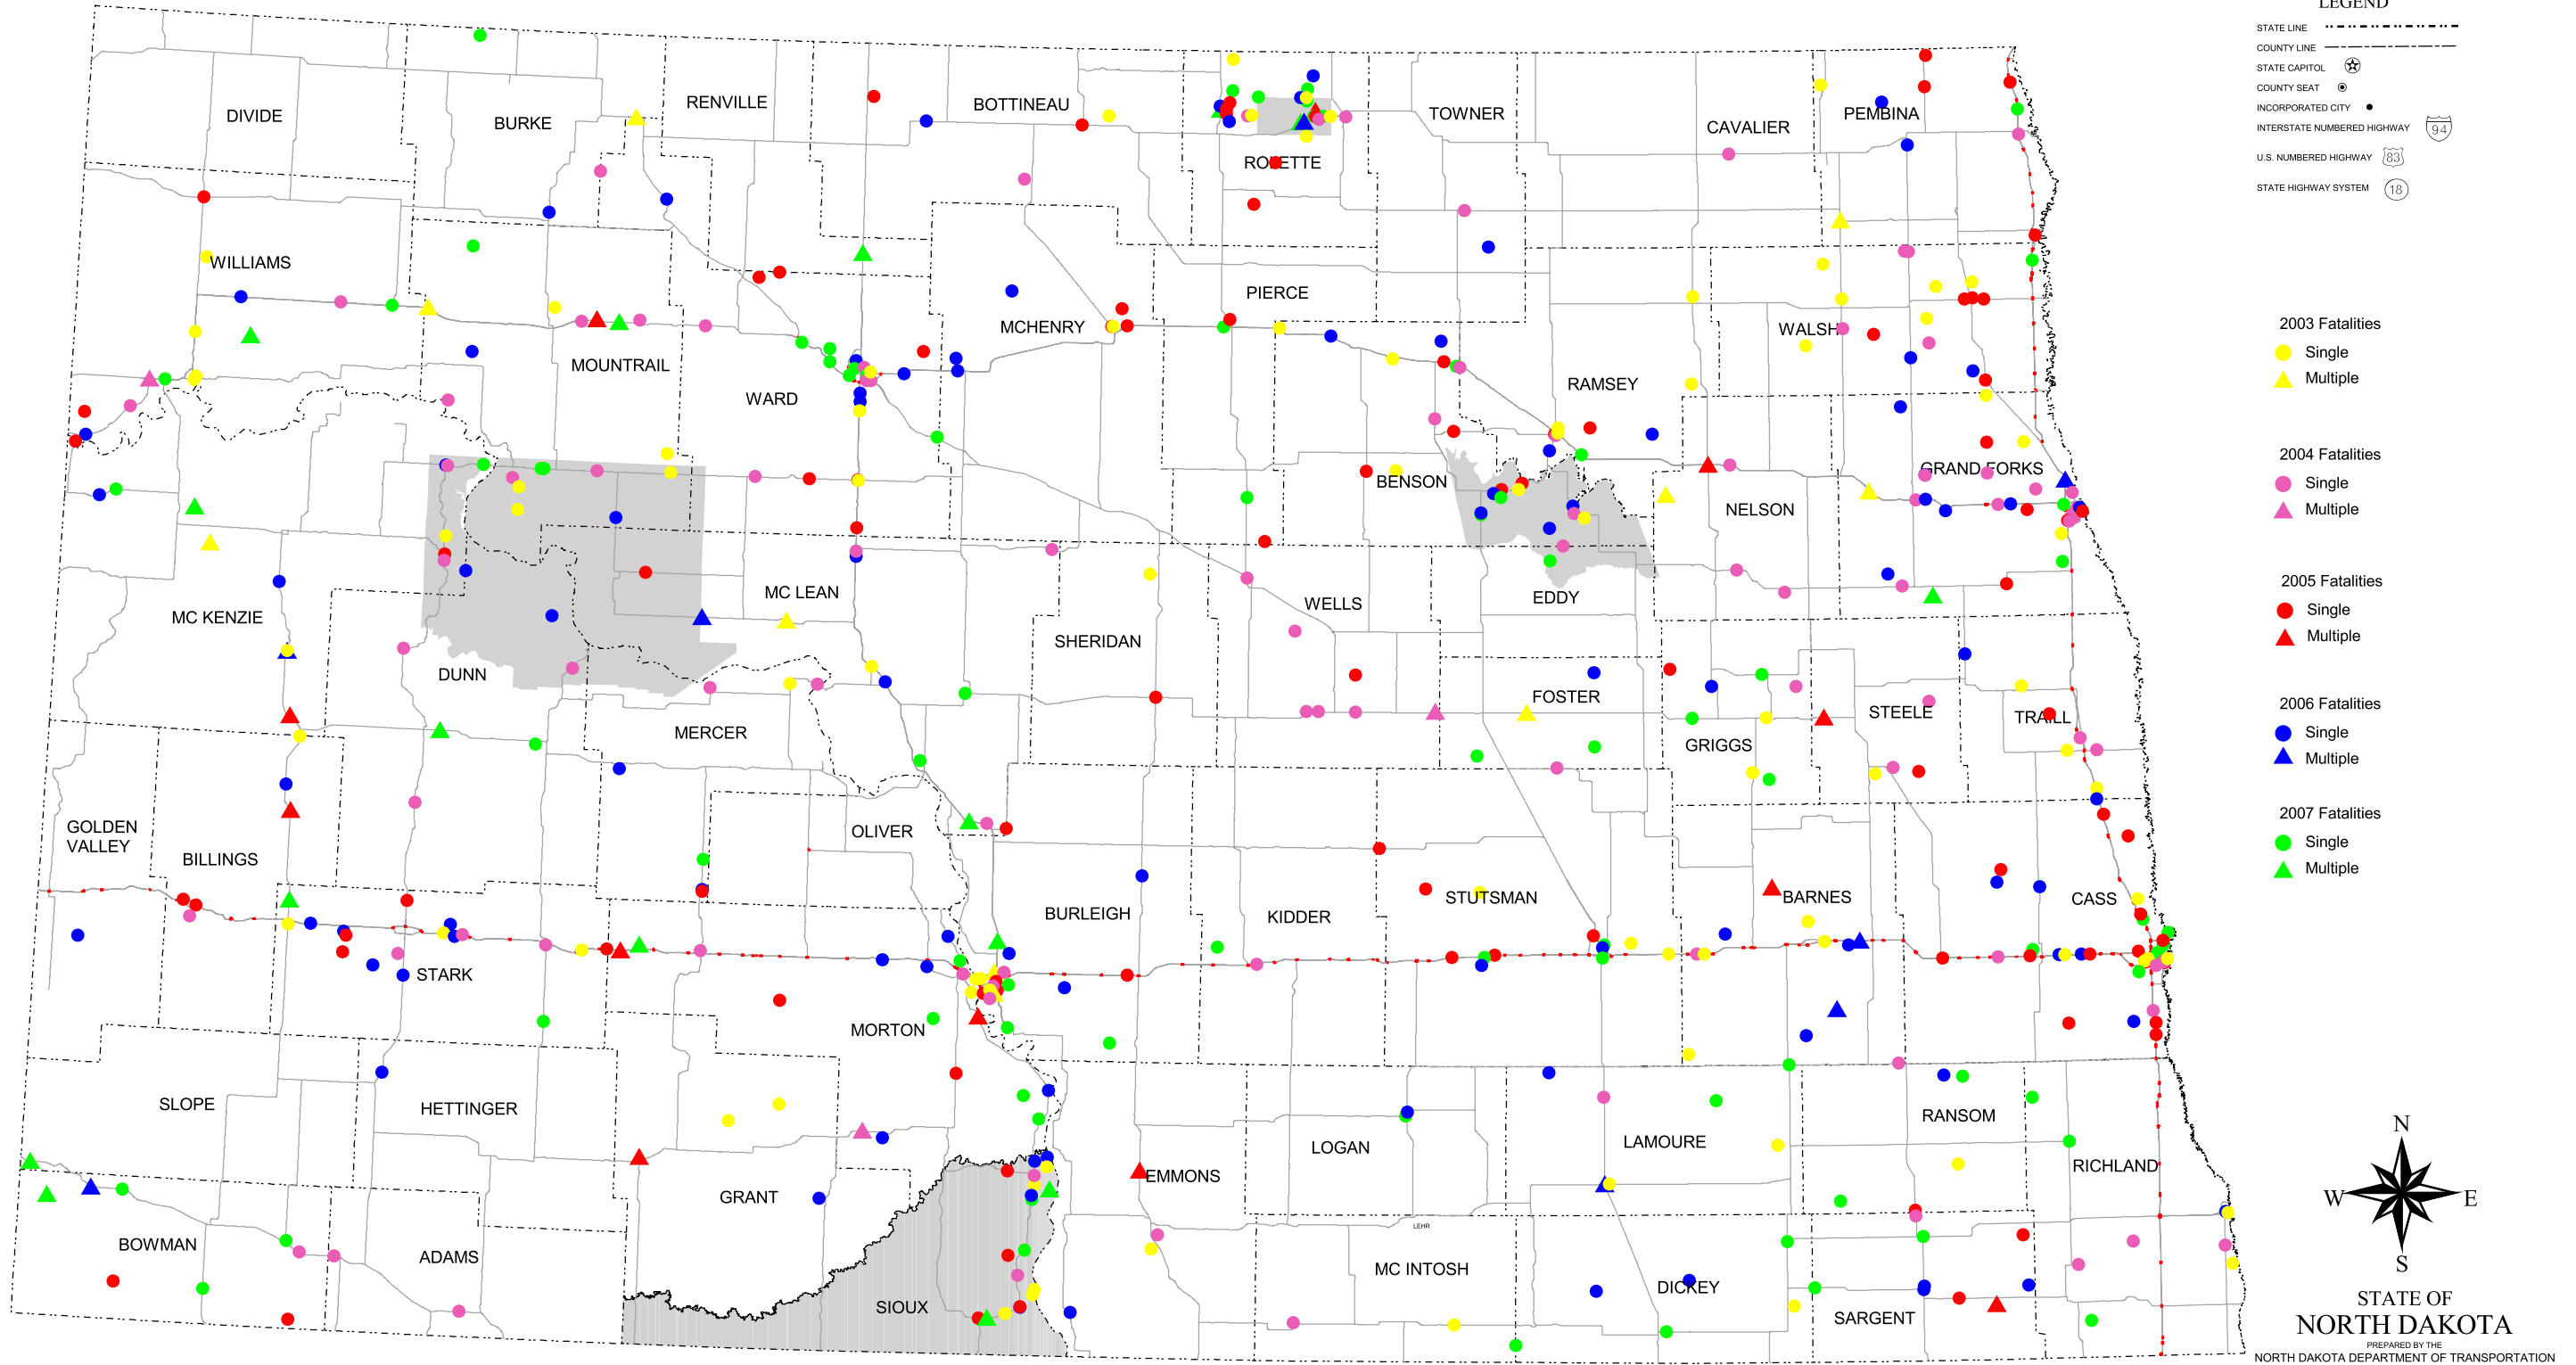 LEGEND
STATE LINE
COUNTY LINE
STATE CAPITOL
COUNTY SEAT
INCORPORATED CITY
INTERSTATE NUMBERED HIGHWAY 94
U.S. NUMBERED HIGHWAY 83
STATE HIGHWAY SYSTEM 18
DIVIDE
BURKE
RENVILLE
BOTTINEAU
ROLETTE
TOWNER
CAVALIER
PEMBINA
WILLIAMS
MOUNTRAIL
WARD
MCHENRY
PIERCE
RAMSEY
WALSH
BENSON
NELSON
GRAND FORKS
MC KENZIE
DUNN
MC LEAN
MERCER
SHERIDAN
WELLS
EDDY
FOSTER
GRIGGS
STEELE
TRAILL
GOLDEN
VALLEY
BILLINGS
STARK
OLIVER
MORTON
BURLEIGH
KIDDER
STUTSMAN
BARNES
CASS
SLOPE
HETTINGER
GRANT
SIOUX
EMMONS
LOGAN
LEHR
LAMOURE
RANSOM
RICHLAND
BOWMAN
ADAMS
MC INTOSH
DICKEY
SARGENT
2003 Fatalities
Single
Multiple
2004 Fatalities
Single
Multiple
2005 Fatalities
Single
Multiple
2006 Fatalities
Single
Multiple
2007 Fatalities
Single
Multiple
N
W E
S
STATE OF
NORTH DAKOTA
PREPARED BY THE
NORTH DAKOTA DEPARTMENT OF TRANSPORTATION